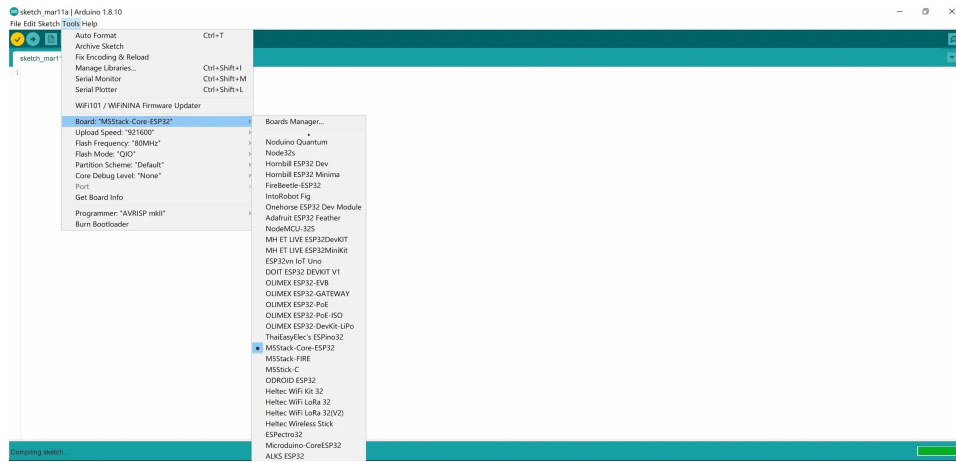 sketch_mar11a | Arduino 1.8.10
File Edit Sketch Tools Help
sketch_mar1
1
Auto Format Ctrl+T
Archive Sketch
Fix Encoding & Reload
Manage Libraries... Ctrl+Shift+I
Serial Monitor Ctrl+Shift+M
Serial Plotter Ctrl+Shift+L
WiFi101 / WiFiNINA Firmware Updater
Board: "M5Stack-Core-ESP32"
Upload Speed: "921600"
Flash Frequency: "80MHz"
Flash Mode: "QIO"
Partition Scheme: "Default"
Core Debug Level: "None"
Port
Get Board Info
Programmer: "AVRISP mkII"
Burn Bootloader
Boards Manager...
Noduino Quantum
Node32s
Hornbill ESP32 Dev
Hornbill ESP32 Minima
FireBeetle-ESP32
IntoRobot Fig
Onehorse ESP32 Dev Module
Adafruit ESP32 Feather
NodeMCU-32S
MH ET LIVE ESP32DevKIT
MH ET LIVE ESP32MiniKit
ESP32vn IoT Uno
DOIT ESP32 DEVKIT V1
OLIMEX ESP32-EVB
OLIMEX ESP32-GATEWAY
OLIMEX ESP32-PoE
OLIMEX ESP32-PoE-ISO
OLIMEX ESP32-DevKit-LiPo
ThaiEasyElec's ESPino32
M5Stack-Core-ESP32
M5Stack-FIRE
M5Stick-C
ODROID ESP32
Heltec WiFi Kit 32
Heltec WiFi LoRa 32
Heltec WiFi LoRa 32(V2)
Heltec Wireless Stick
ESPectro32
Microduino-CoreESP32
ALKS ESP32
Compiling sketch...